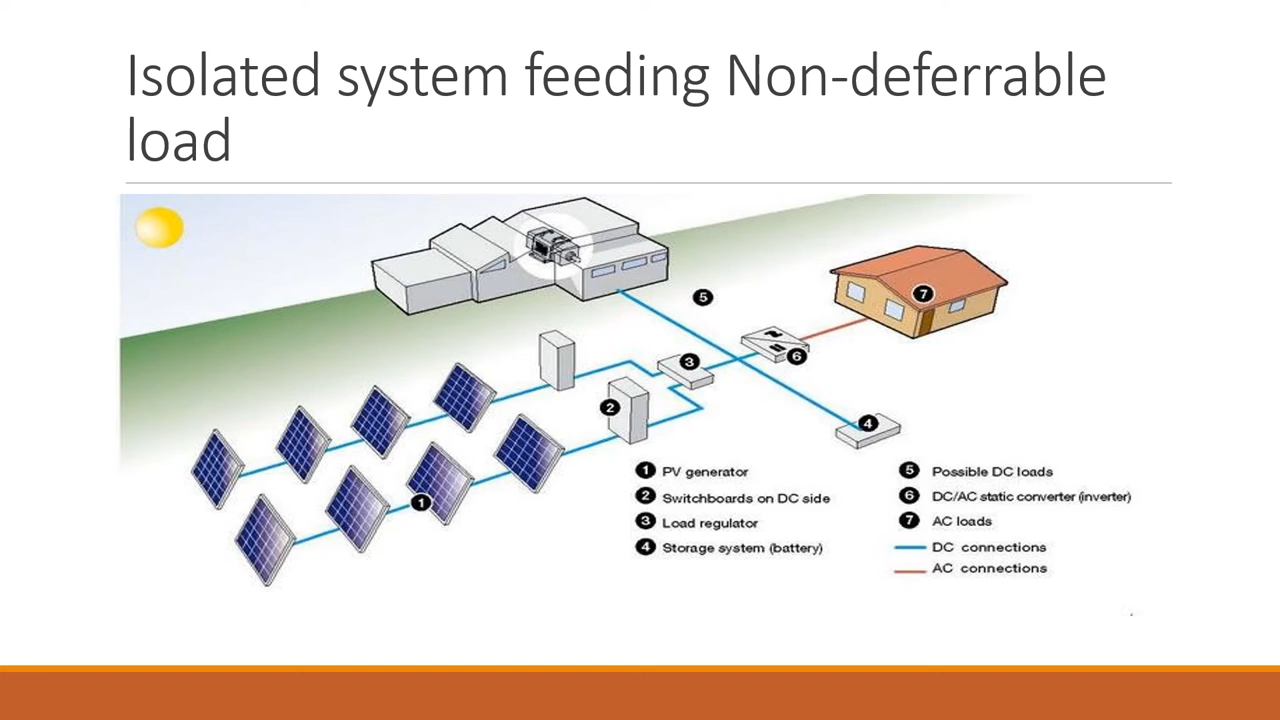 Isolated system feeding Non-deferrable
load
5
7
3
6
2
4
1
1 PV generator
2 Switchboards on DC side
3 Load regulator
4 Storage system (battery)
5 Possible DC loads
6 DC/AC static converter (inverter)
7 AC loads
DC connections
AC connections